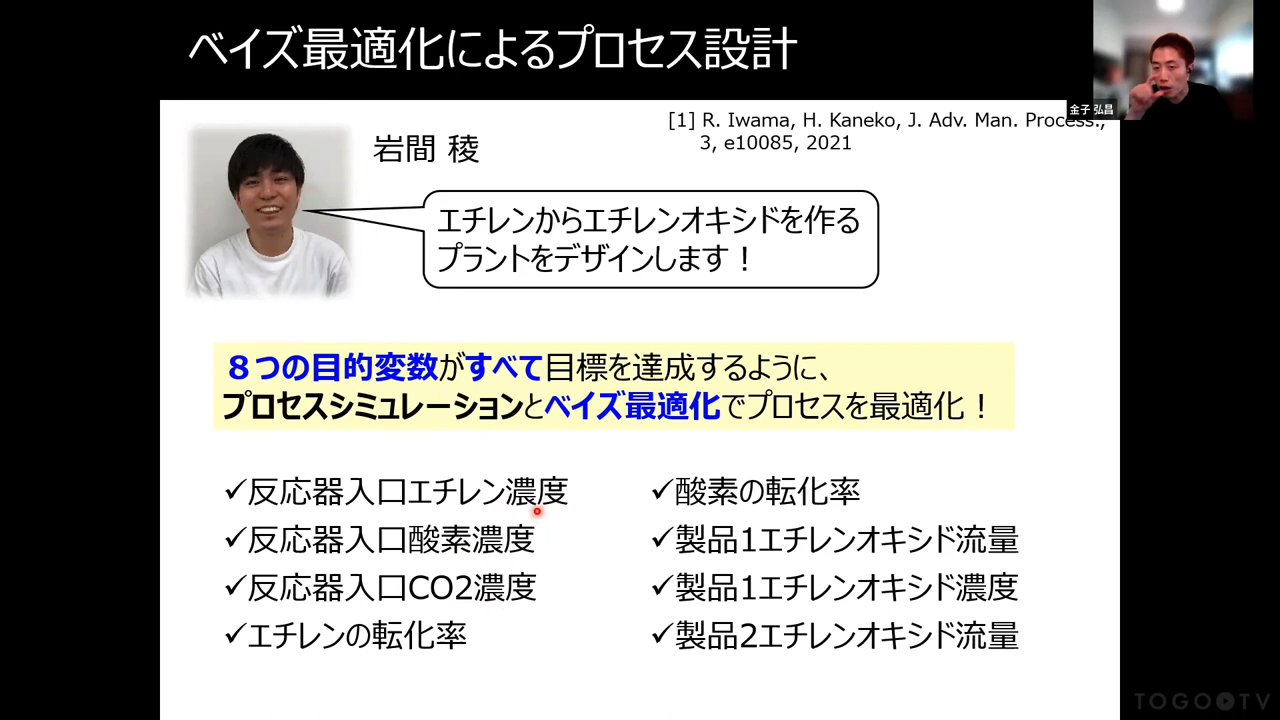 ベイズ最適化によるプロセス設計
金子 弘昌
[1] R. Iwama, H. Kaneko, J. Adv. Man. Process.,
3, e10085, 2021
岩間 稜
エチレンからエチレンオキシドを作る
プラントをデザインします！
８つの目的変数がすべて目標を達成するように、
プロセスシミュレーションとベイズ最適化でプロセスを最適化！
✓反応器入口エチレン濃度
✓反応器入口酸素濃度
✓反応器入口CO2濃度
✓エチレンの転化率
✓酸素の転化率
✓製品1エチレンオキシド流量
✓製品1エチレンオキシド濃度
✓製品2エチレンオキシド流量
TOGO TV